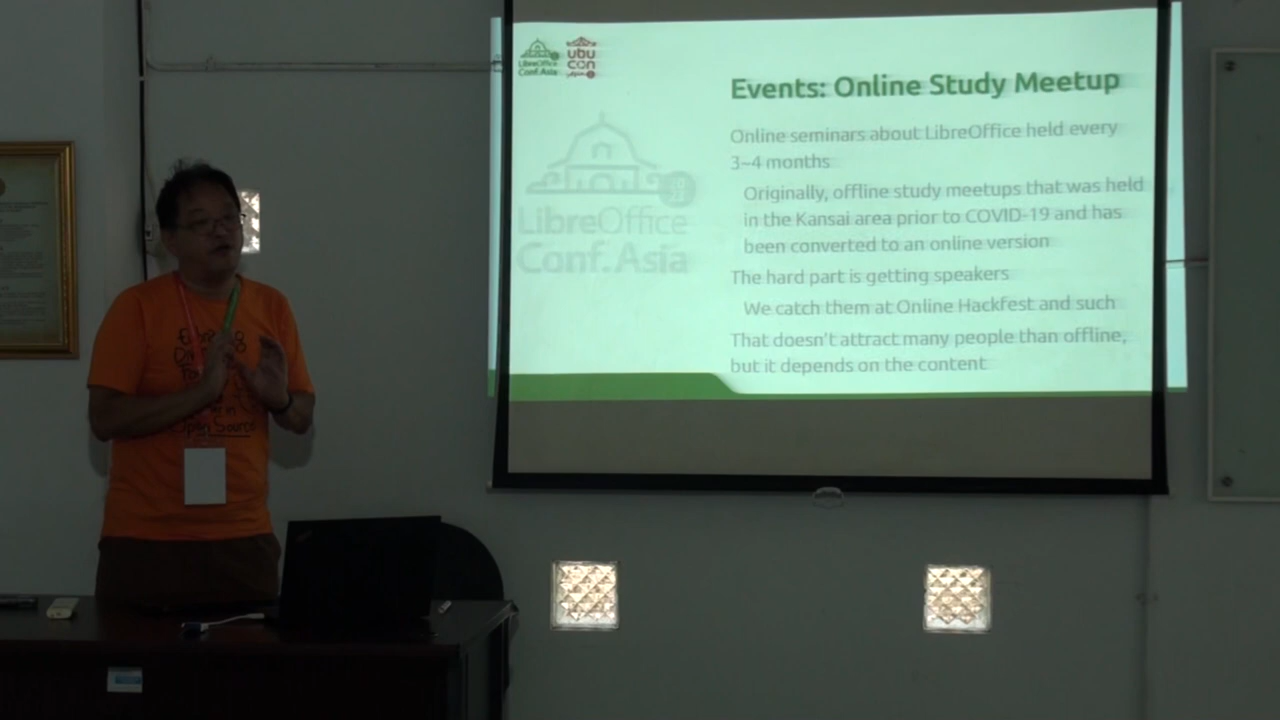 LibreOffice
Conf.Asia
ubu
con
Events: Online Study Meetup
Online seminars about LibreOffice held every
3~4 months
Originally, offline study meetups that was held
in the Kansai area prior to COVID-19 and has
been converted to an online version
The hard part is getting speakers
We catch them at Online Hackfest and such
That doesn't attract many people than offline,
but it depends on the content
LibreOffice
Conf.Asia
Open Source